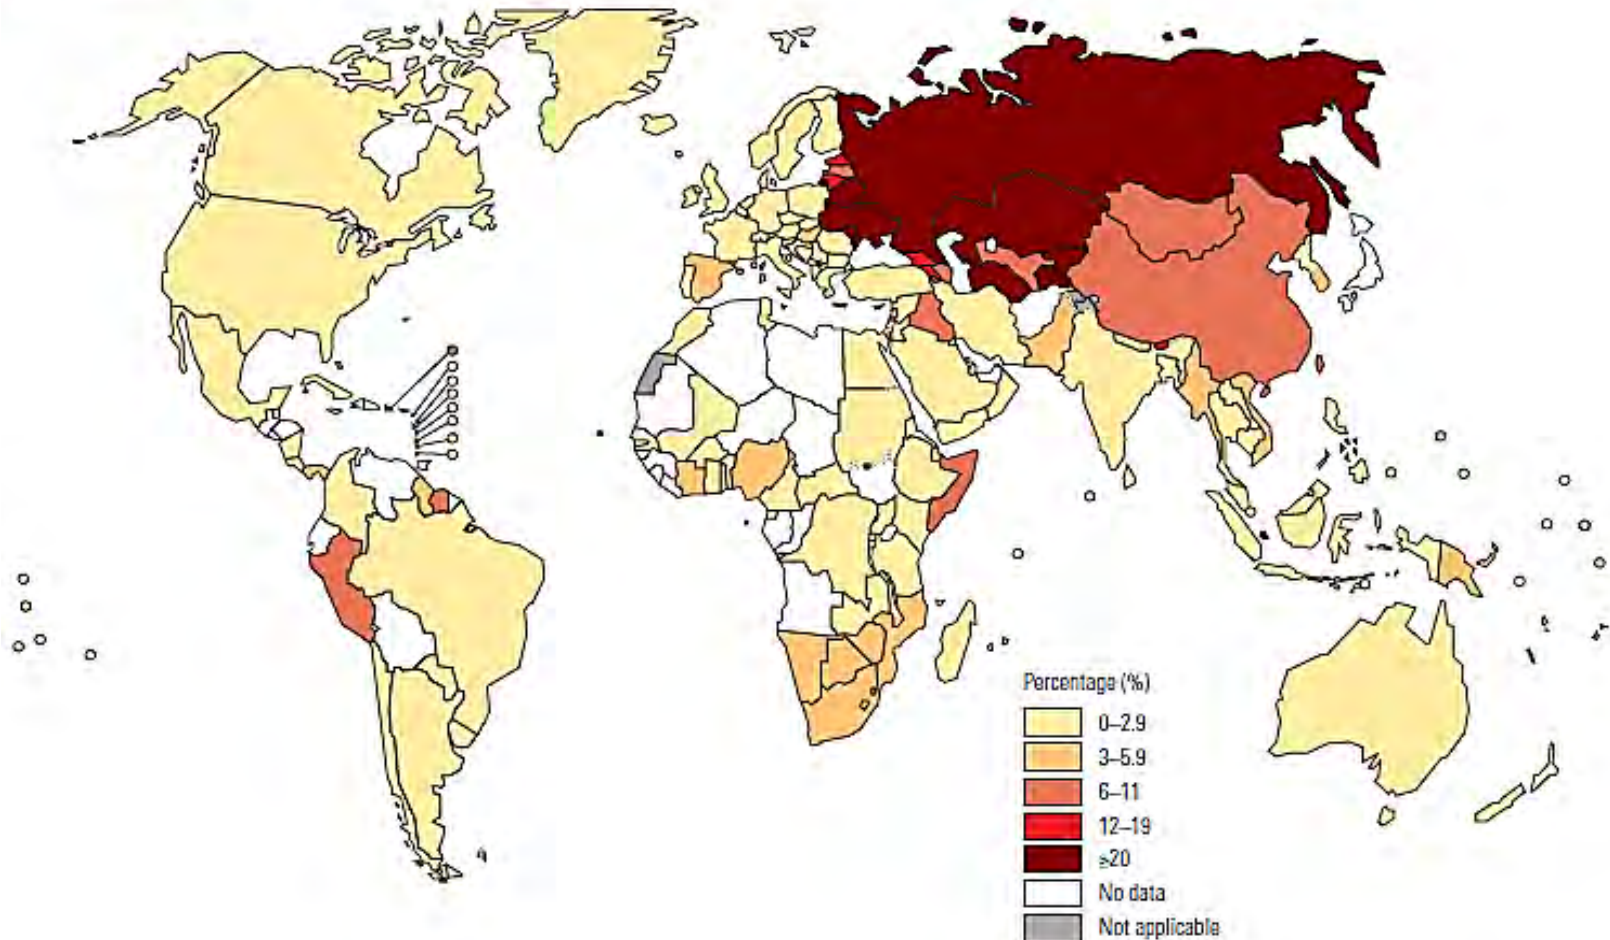 Percentage (%)
0–2.9
3–5.9
6–11
12–19
≥20
No data
Not applicable